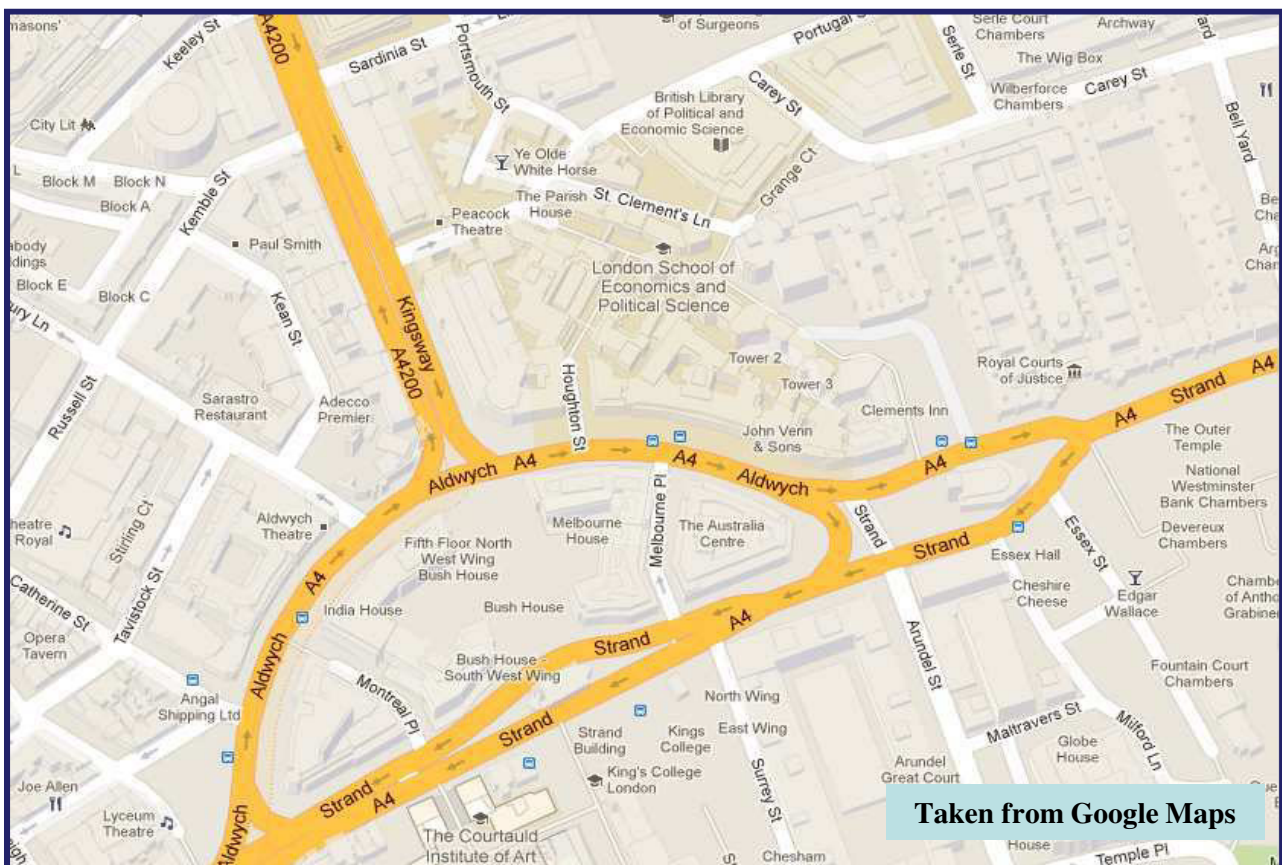 masons'
Keeley St
A4200
Sardinia St
Portsmouth St
of Surgeons
Portugal St
Serle St
Serle Court
Chambers
Archway
The Wig Box
Wilberforce
Chambers
Carey St
Carey St
Bell Yard
City Lit
British Library
of Political and
Economic Science
Ye Olde
White Horse
L
Block M
Block N
Block A
Kemble St
The Parish
House
St. Clement's Ln
Grange Ct
Peacock
Theatre
Paul Smith
Block E
Block C
London School of
Economics and
Political Science
Kean St
Kingsway
A4200
Russell St
Sarastro
Restaurant
Adecco
Premier
Houghton St
Tower 2
Tower 3
Royal Courts
of Justice
Strand
A4
Clements Inn
John Venn
& Sons
The Outer
Temple
Aldwych
A4
A4
Aldwych
A4
National
Westminster
Bank Chambers
Stirling Ct
Aldwych
Theatre
Melbourne
House
Melbourne Pl
The Australia
Centre
Strand
Strand
Devereux
Chambers
Essex St
Essex Hall
Fifth Floor North
West Wing
Bush House
A4
Tavistock St
Catherine St
India House
Bush House
Cheshire
Cheese
Edgar
Wallace
Opera
Tavern
Aldwych
Strand
A4
Arundel St
Bush House -
South West Wing
Fountain Court
Chambers
Montreal Pl
Angal
Shipping Ltd
North Wing
East Wing
Strand
Strand
Building
Kings
College
Maltravers St
Milford Ln
Globe
House
Joe Allen
Strand
A4
King's College
London
Surrey St
Arundel
Great Court
Lyceum
Theatre
Taken from Google Maps
Aldwych
The Courtauld
Institute of Art
Chesham
House
Temple Pl